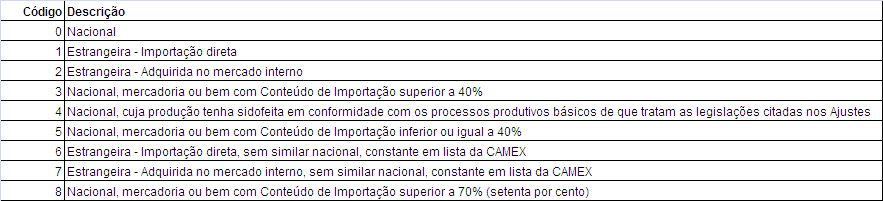 Código Descrição
0 Nacional
1 Estrangeira - Importação direta
2 Estrangeira - Adquirida no mercado interno
3 Nacional, mercadoria ou bem com Conteúdo de Importação superior a 40%
4 Nacional, cuja produção tenha sidofeita em conformidade com os processos produtivos básicos de que tratam as legislações citadas nos Ajustes
5 Nacional, mercadoria ou bem com Conteúdo de Importação inferior ou igual a 40%
6 Estrangeira - Importação direta, sem similar nacional, constante em lista da CAMEX
7 Estrangeira - Adquirida no mercado interno, sem similar nacional, constante em lista da CAMEX
8 Nacional, mercadoria ou bem com Conteúdo de Importação superior a 70% (setenta por cento)